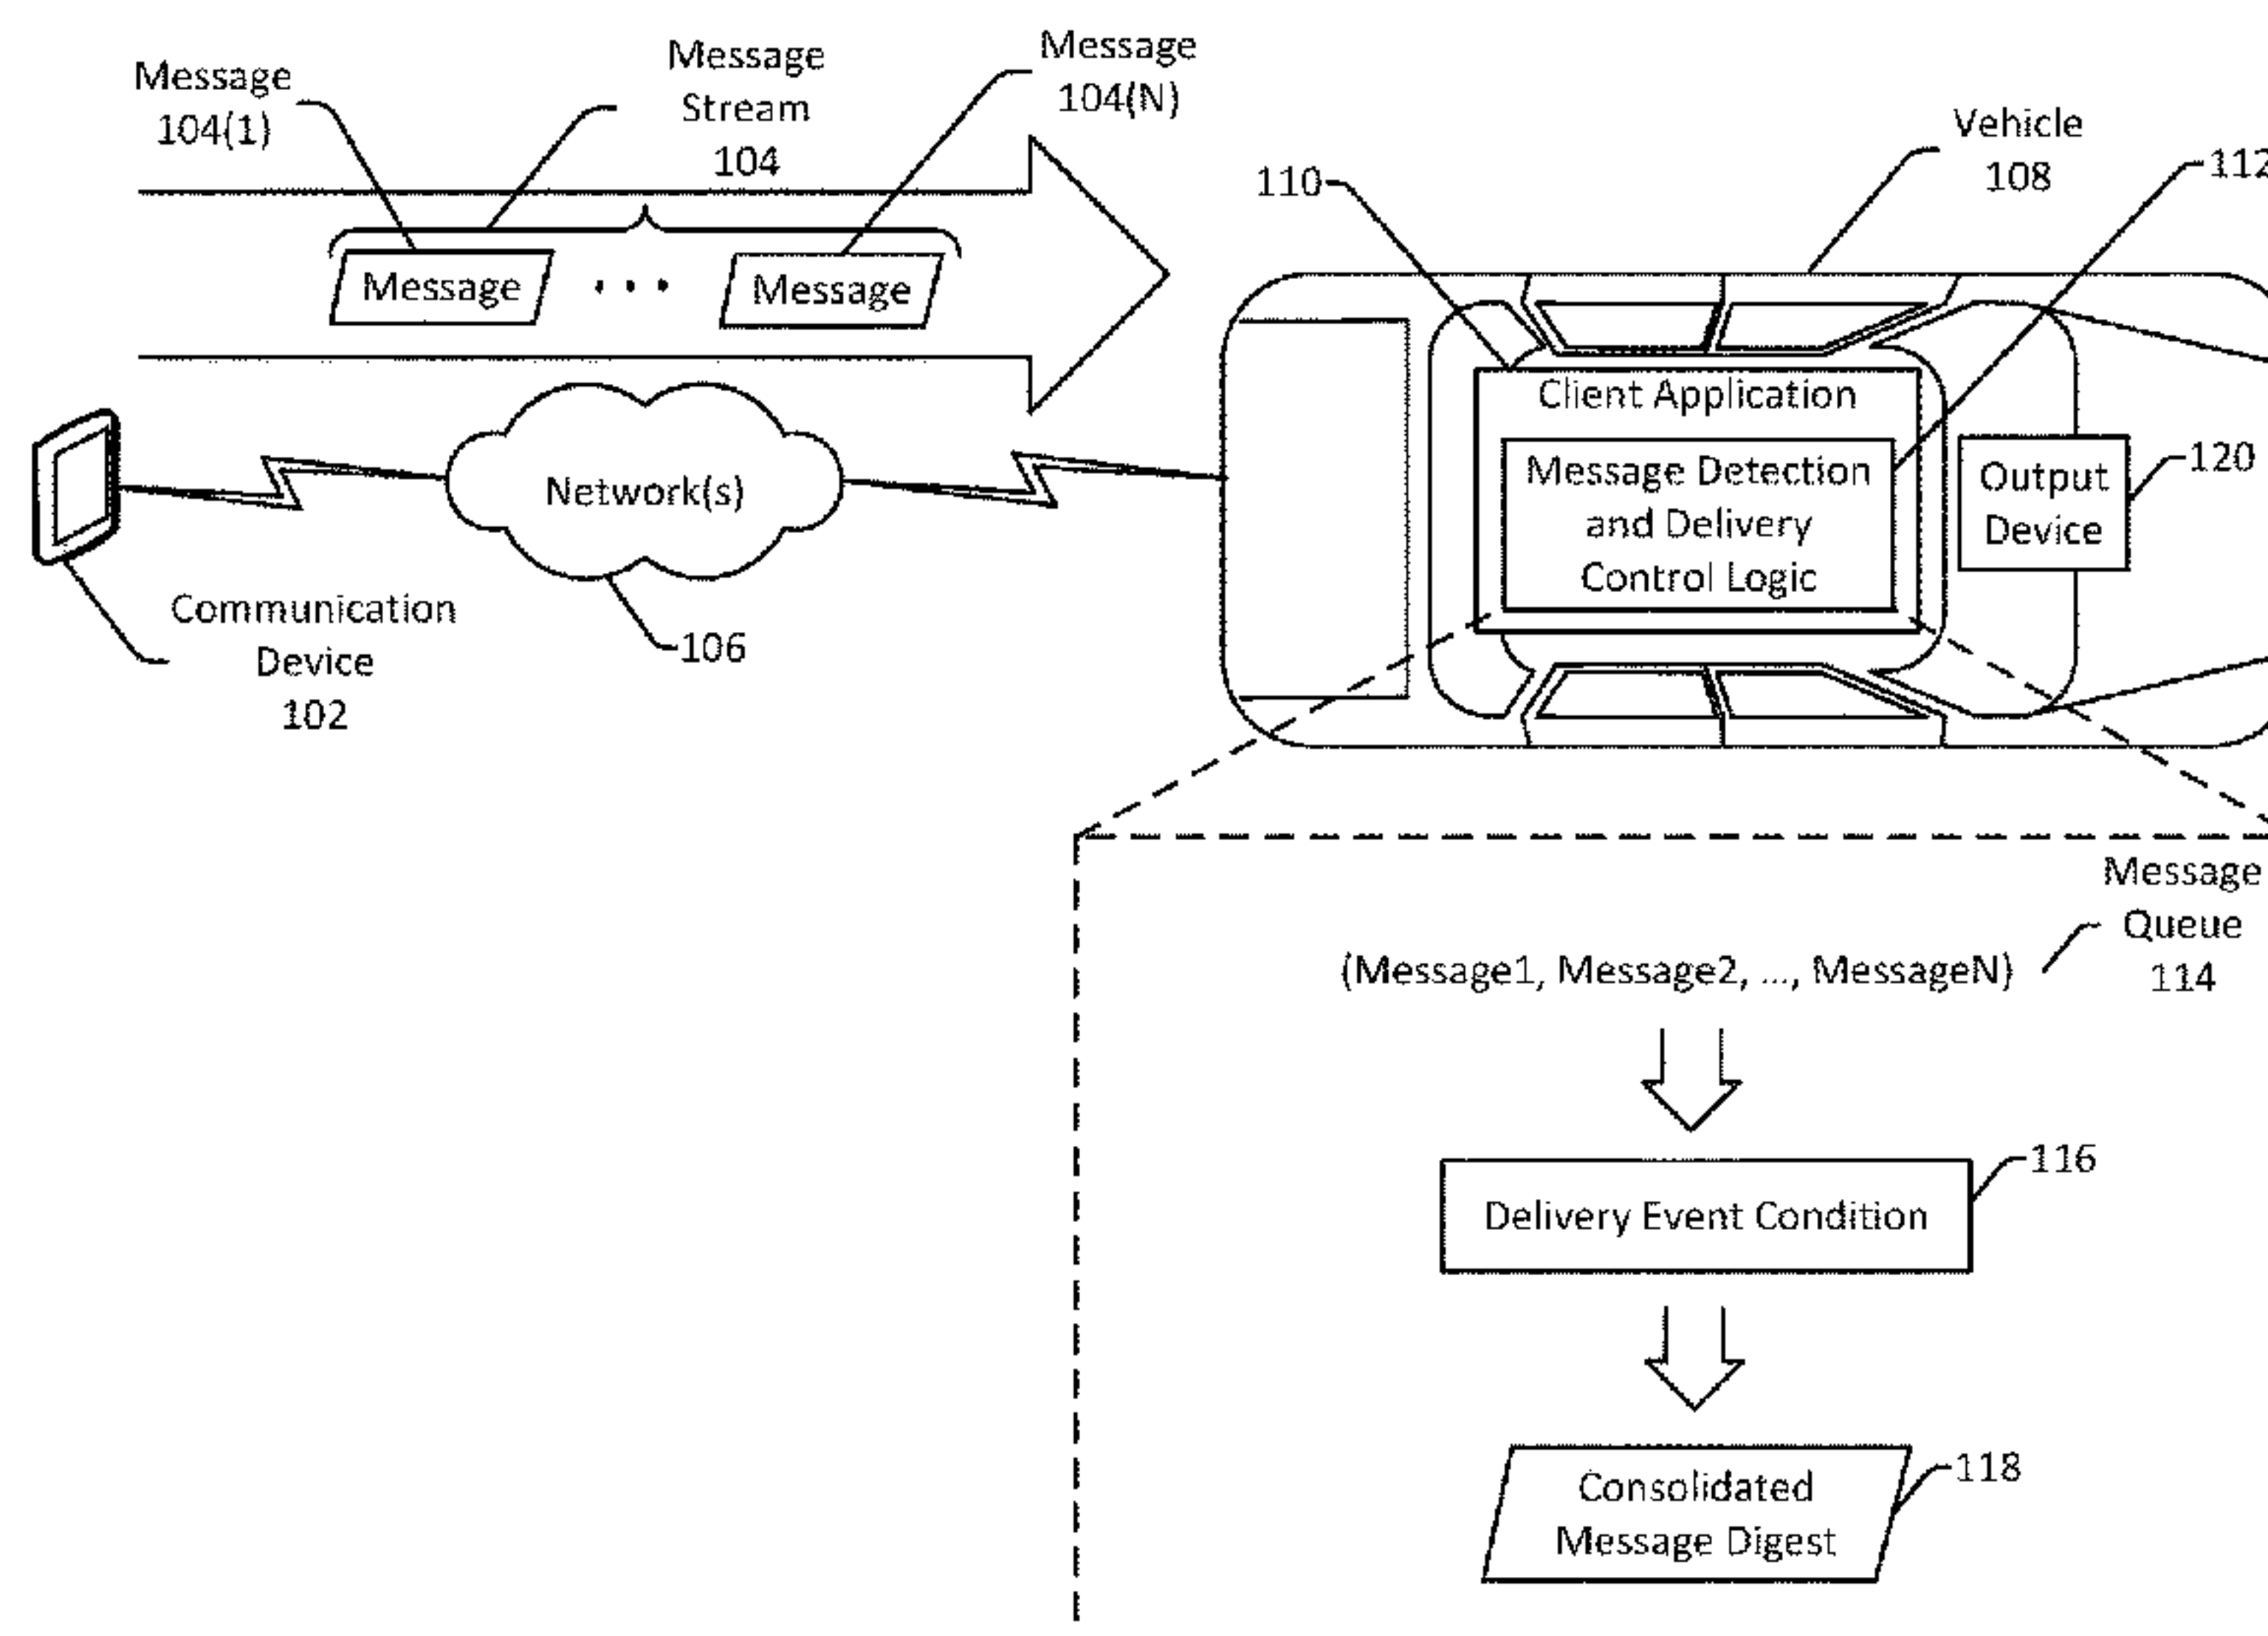 Message
104(1)
Message
Stream
104
Message
104(N)
Message
• • •
Message
Vehicle
108
110
112
Client Application
Message Detection
and Delivery
Control Logic
Output
Device
120
Network(s)
106
Communication
Device
102
Message
Queue
114
(Message1, Message2, ..., MessageN)
Delivery Event Condition
116
Consolidated
Message Digest
118